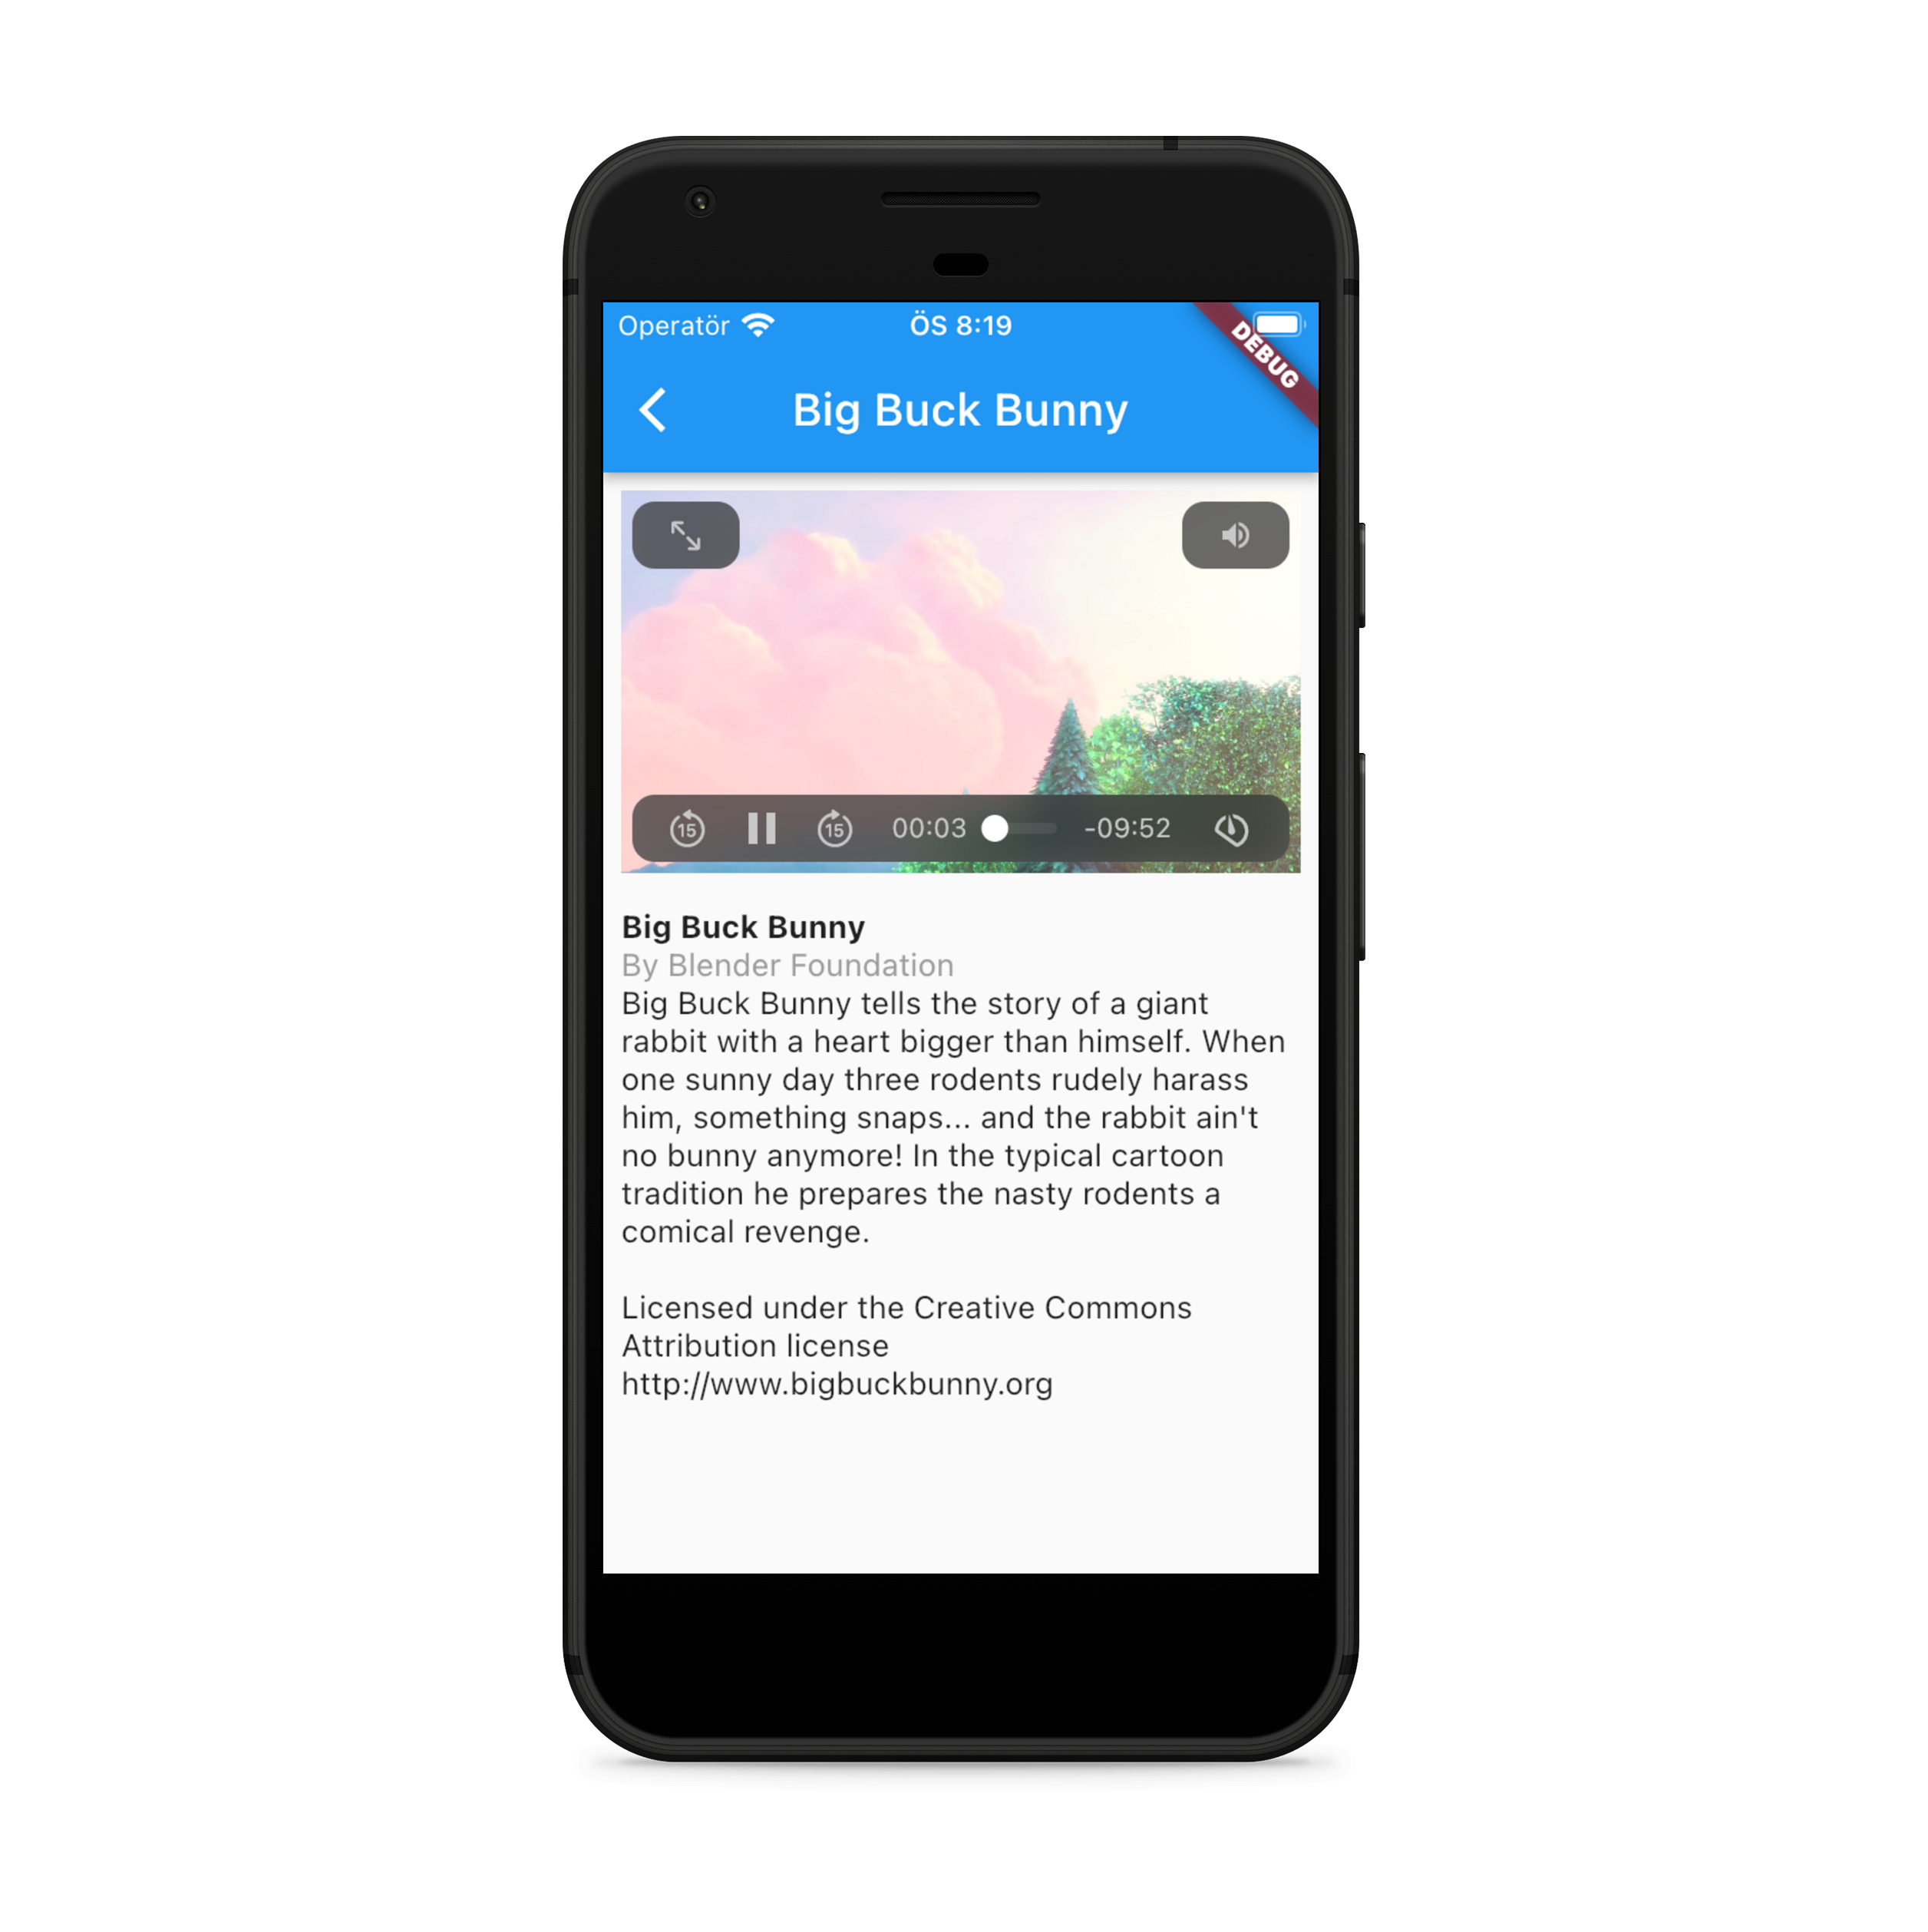 Operatör ÖS 8:19
DEBUG
Big Buck Bunny
15 15 00:03 -09:52
Big Buck Bunny
By Blender Foundation
Big Buck Bunny tells the story of a giant
rabbit with a heart bigger than himself. When
one sunny day three rodents rudely harass
him, something snaps... and the rabbit ain't
no bunny anymore! In the typical cartoon
tradition he prepares the nasty rodents a
comical revenge.
Licensed under the Creative Commons
Attribution license
http://www.bigbuckbunny.org